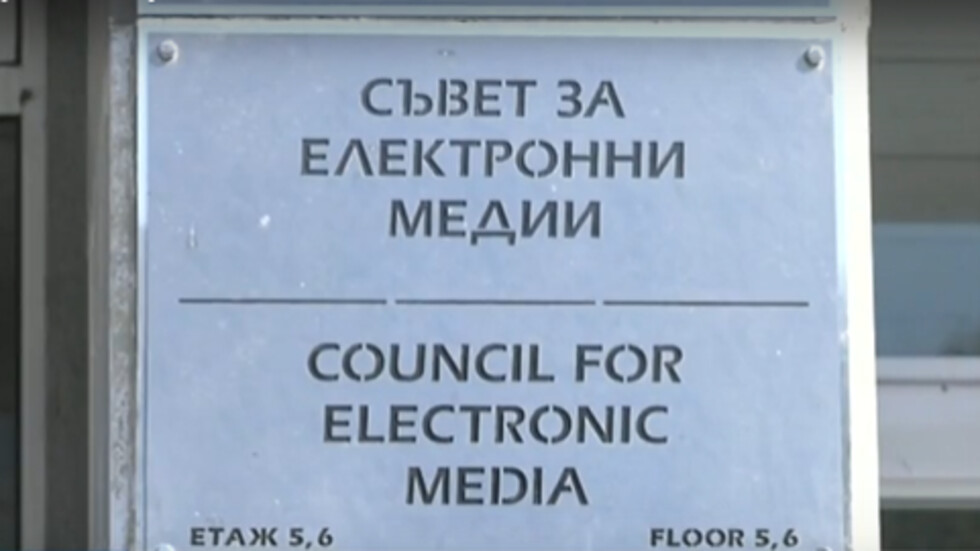 СЪВЕТ ЗА
ЕЛЕКТРОННИ
МЕДИИ
COUNCIL FOR
ELECTRONIC
MEDIA
ЕТАЖ 5,6 FLOOR 5,6